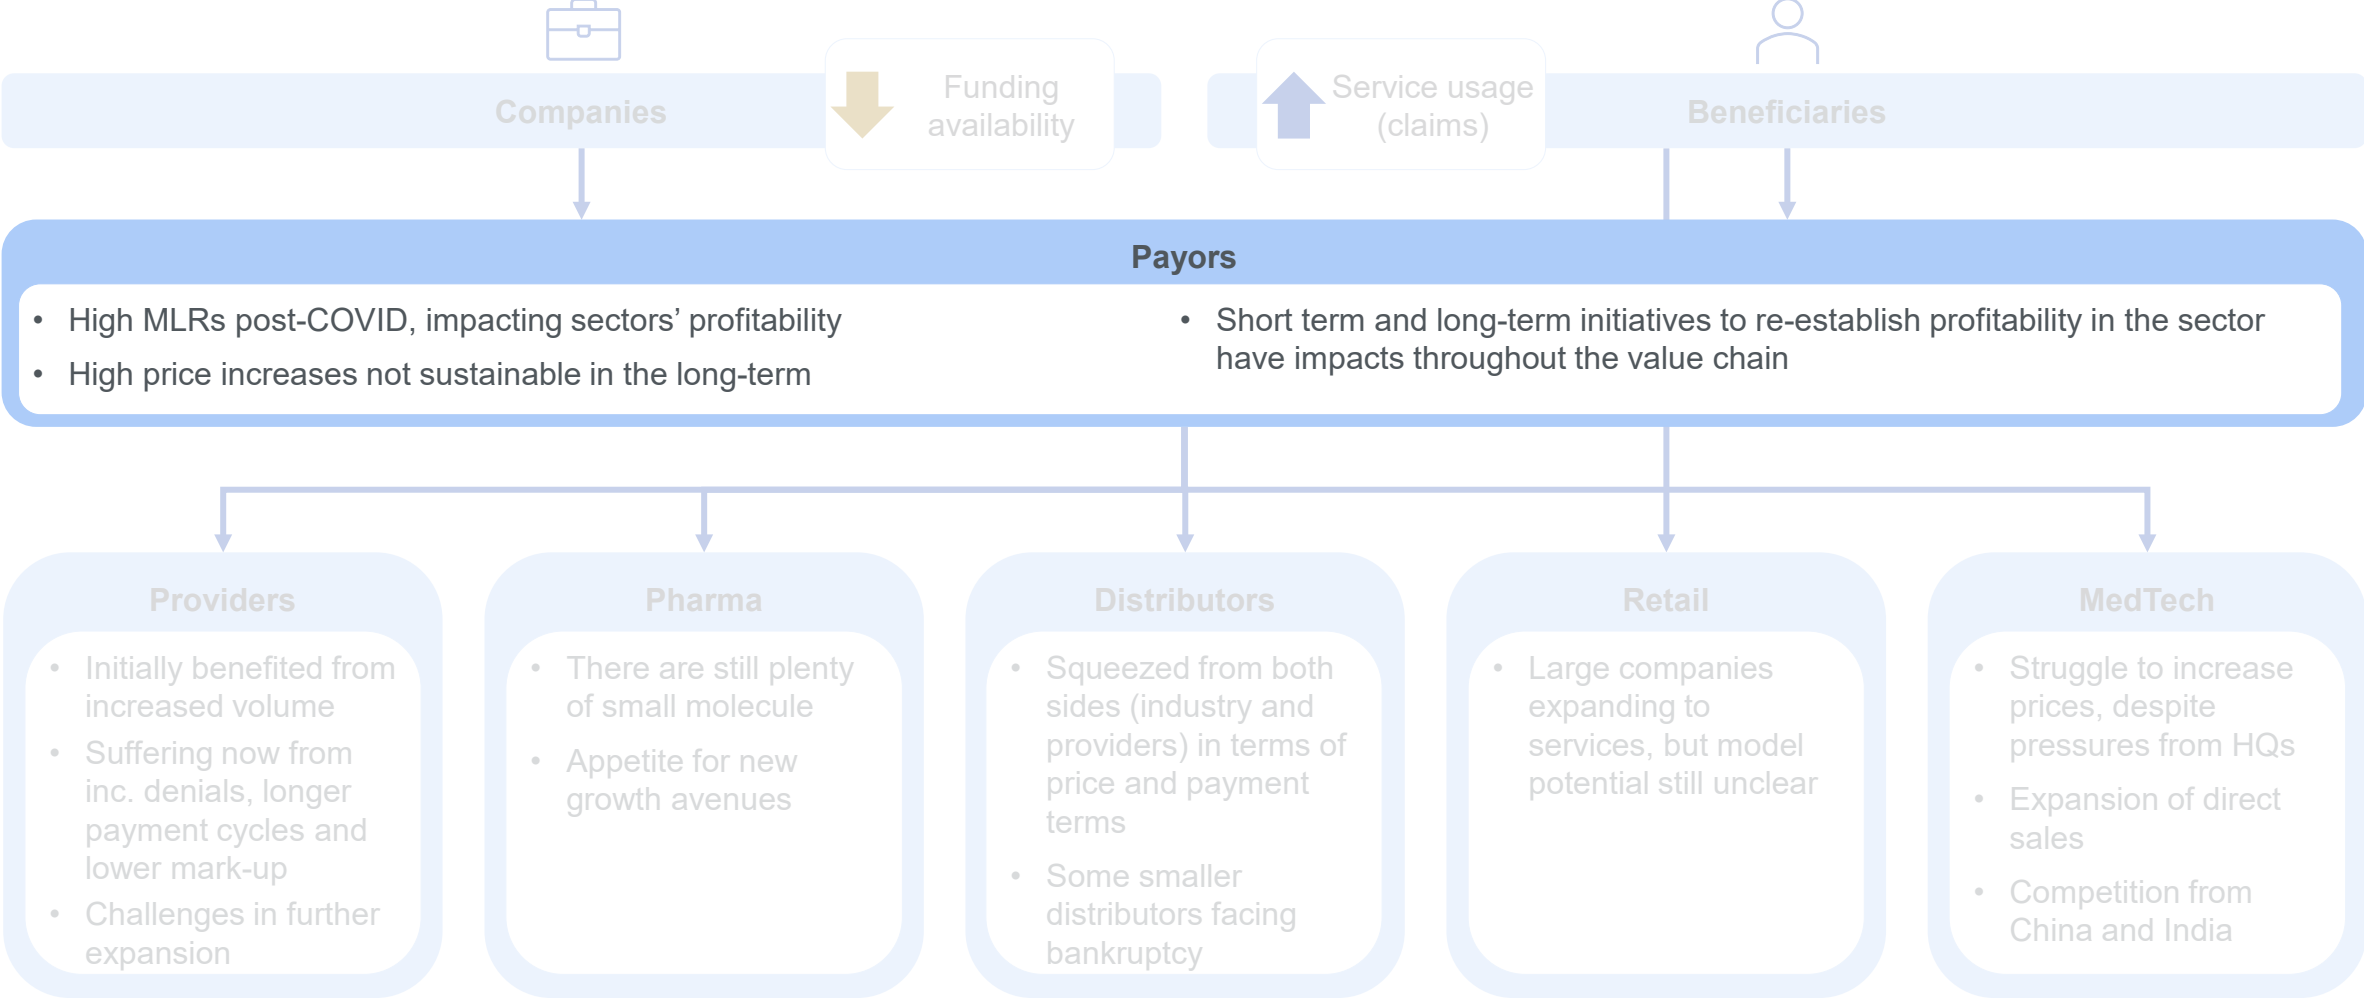 Companies
Funding
availability
Service usage
(claims)
Beneficiaries
Payors
• High MLRs post-COVID, impacting sectors’ profitability
• High price increases not sustainable in the long-term
• Short term and long-term initiatives to re-establish profitability in the sector
have impacts throughout the value chain
Providers
• Initially benefited from
increased volume
• Suffering now from
inc. denials, longer
payment cycles and
lower mark-up
• Challenges in further
expansion
Pharma
• There are still plenty
of small molecule
• Appetite for new
growth avenues
Distributors
• Squeezed from both
sides (industry and
providers) in terms of
price and payment
terms
• Some smaller
distributors facing
bankruptcy
Retail
• Large companies
expanding to
services, but model
potential still unclear
MedTech
• Struggle to increase
prices, despite
pressures from HQs
• Expansion of direct
sales
• Competition from
China and India